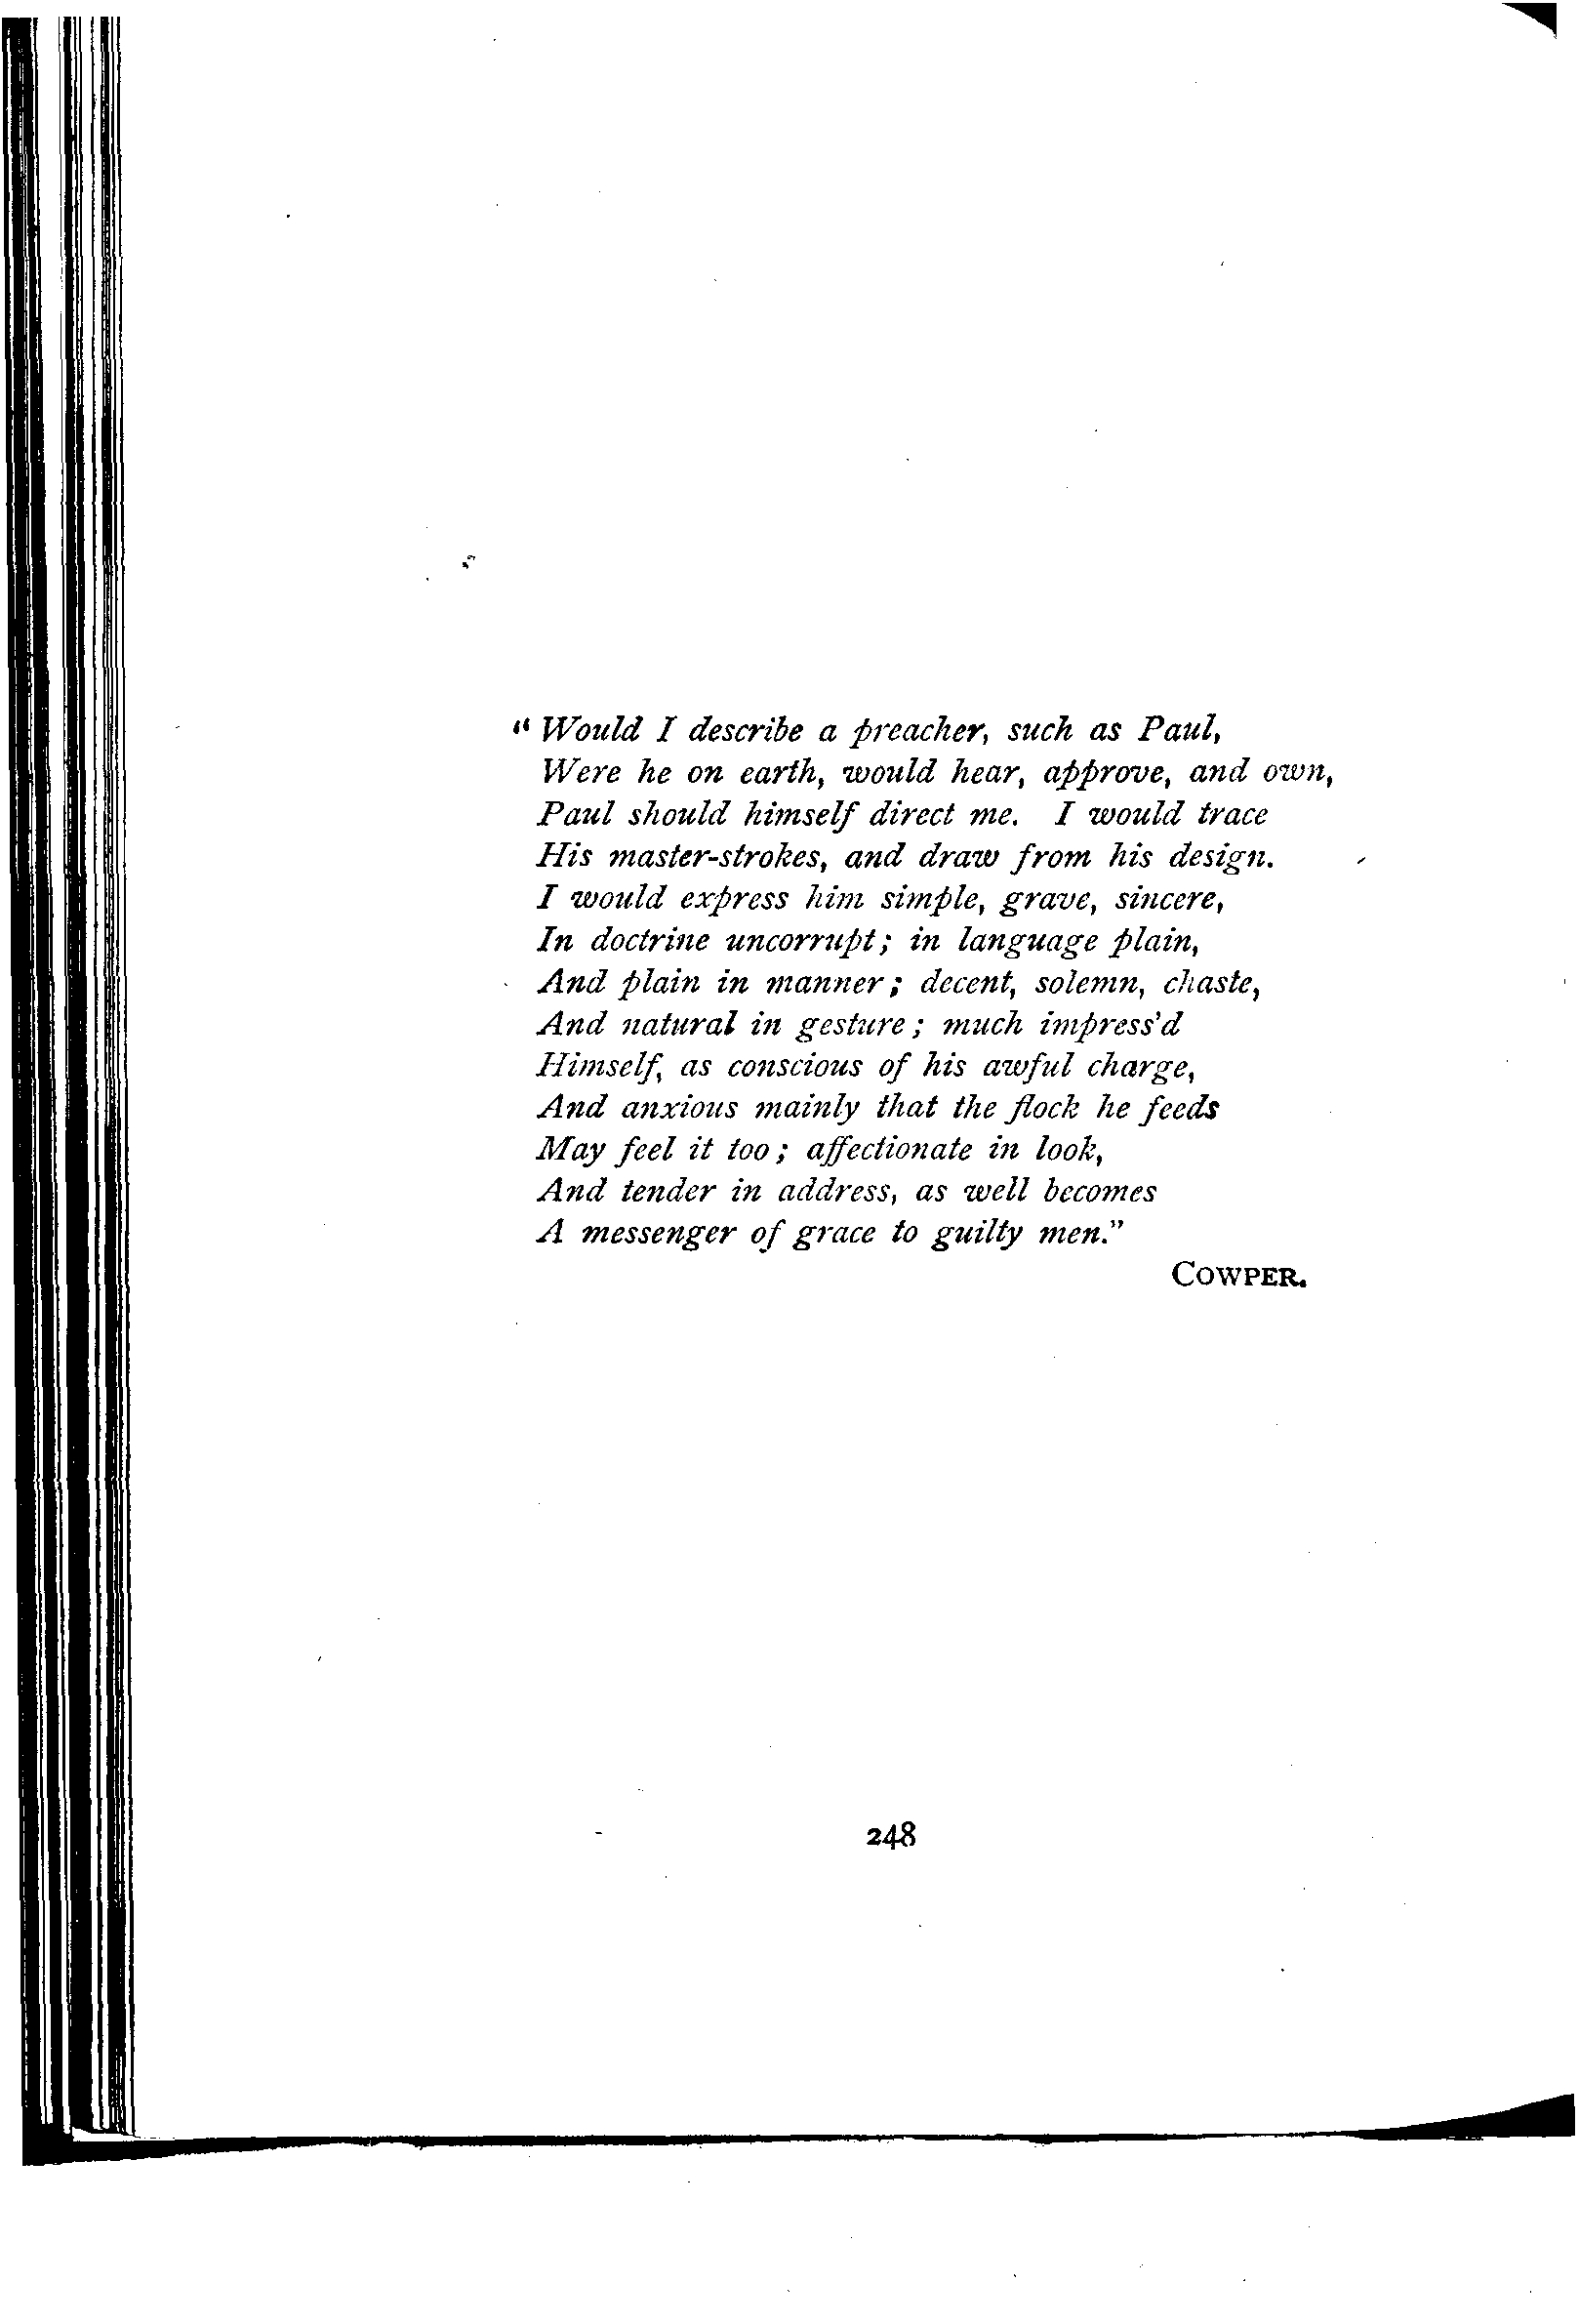 “ Would I describe a preacher, such as Paul,
Were he on earth, would hear, approve, and own,
Paul should himself direct me. I would trace
His master-strokes, and draw from his design.
I would express him simple, grave, sincere,
In doctrine uncorrupt; in language plain,
And plain in manner; decent, solemn, chaste,
And natural in gesture; much impress'd
Himself, as conscious of his awful charge,
And anxious mainly that the flock he feeds
May feel it too; affectionate in look,
And tender in address, as well becomes
A messenger of grace to guilty men.”
COWPER.
248